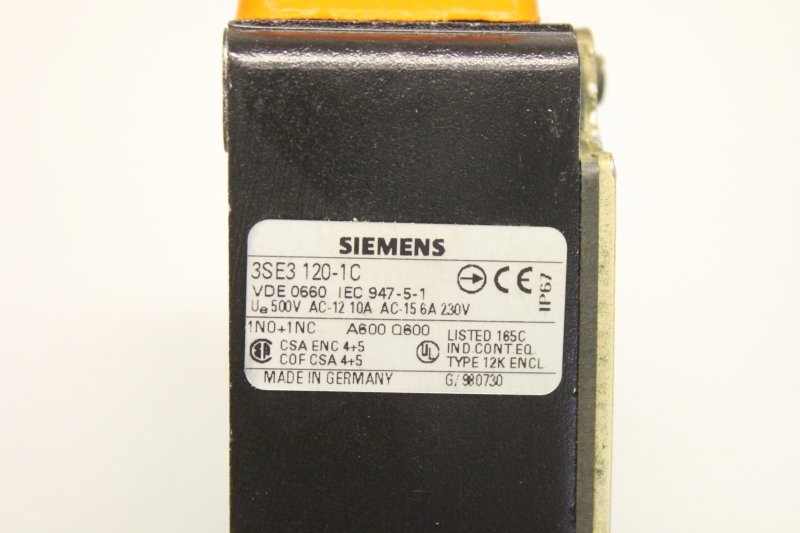 SIEMENS
3SE3 120-1C
CE
IP67
VDE 0660 IEC 947-5-1
Ue 500V AC-12 10A AC-15 6A 230V
1NO+1NC A600 Q600
CSA ENC 4+5
COF CSA 4+5
UL
LISTED 165C
IND.CONT.EQ.
TYPE 12K ENCL
MADE IN GERMANY G/980730